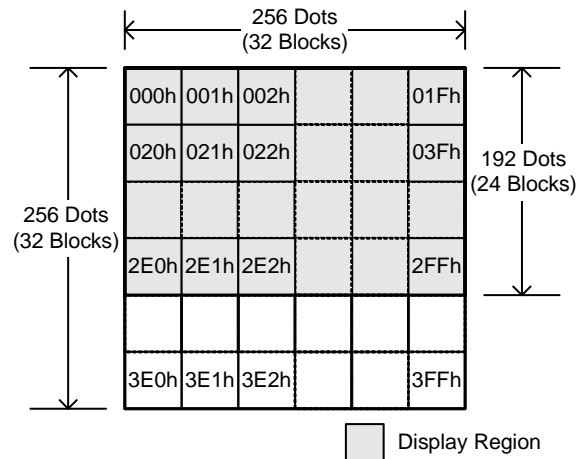 256 Dots
(32 Blocks)
000h 001h 002h 01Fh
020h 021h 022h 03Fh
192 Dots
(24 Blocks)
256 Dots
(32 Blocks)
2E0h 2E1h 2E2h 2FFh
3E0h 3E1h 3E2h 3FFh
Display Region